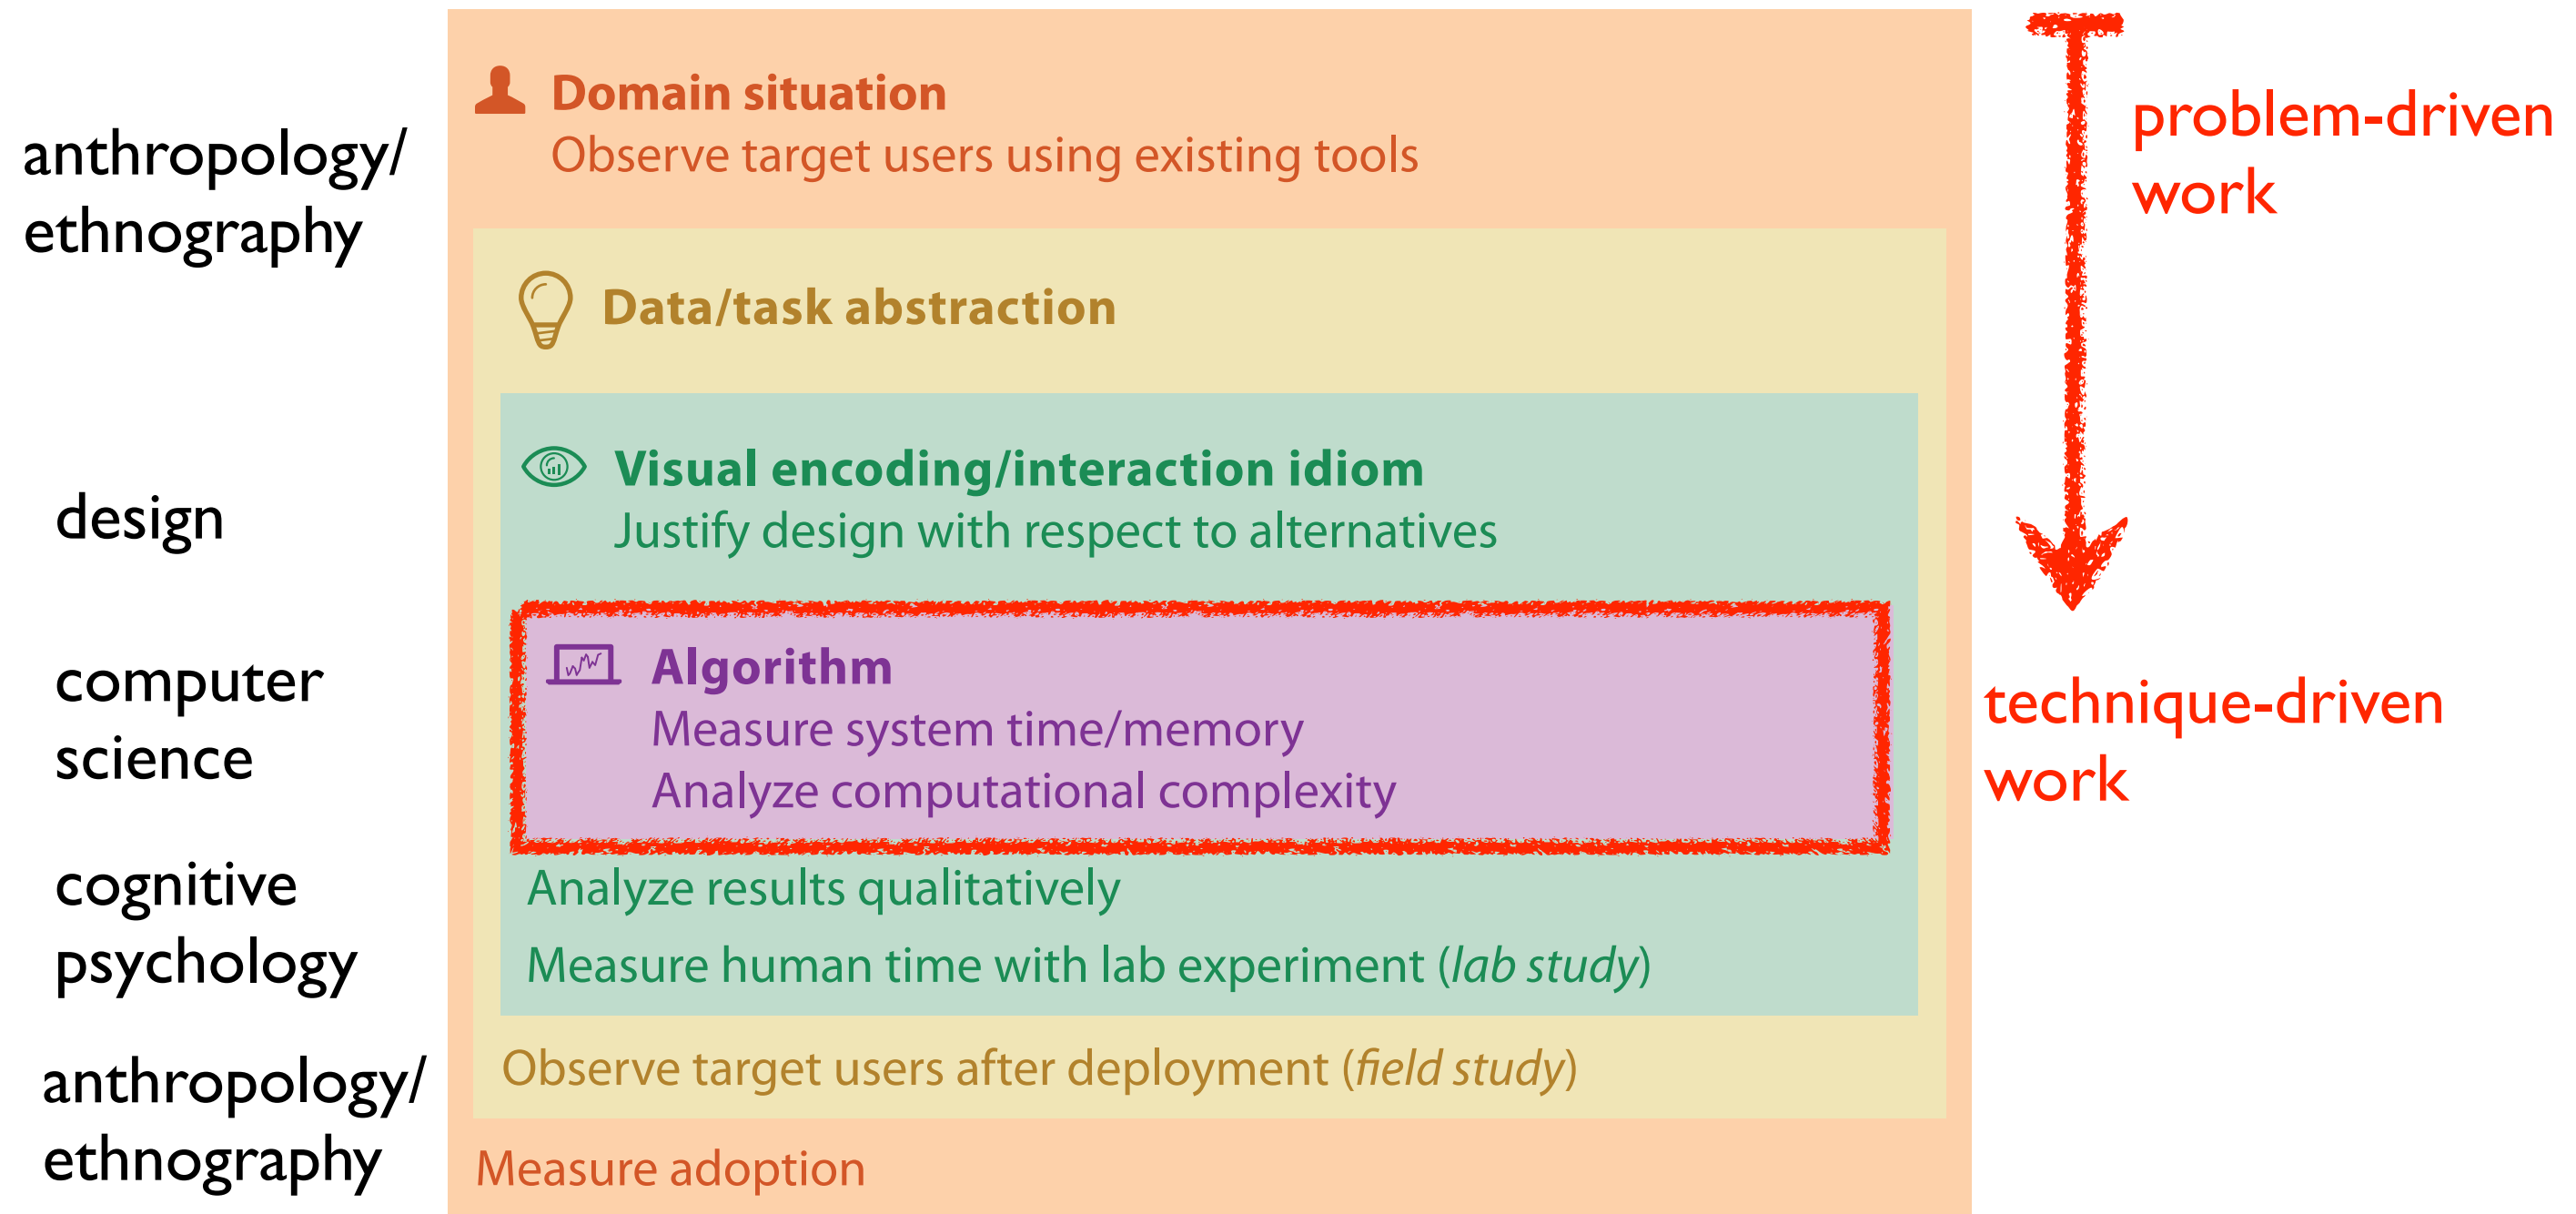 anthropology/
ethnography
design
computer
science
cognitive
psychology
anthropology/
ethnography
Domain situation
Observe target users using existing tools
Data/task abstraction
Visual encoding/interaction idiom
Justify design with respect to alternatives
Algorithm
Measure system time/memory
Analyze computational complexity
Analyze results qualitatively
Measure human time with lab experiment (lab study)
Observe target users after deployment (field study)
Measure adoption
problem-driven
work
technique-driven
work